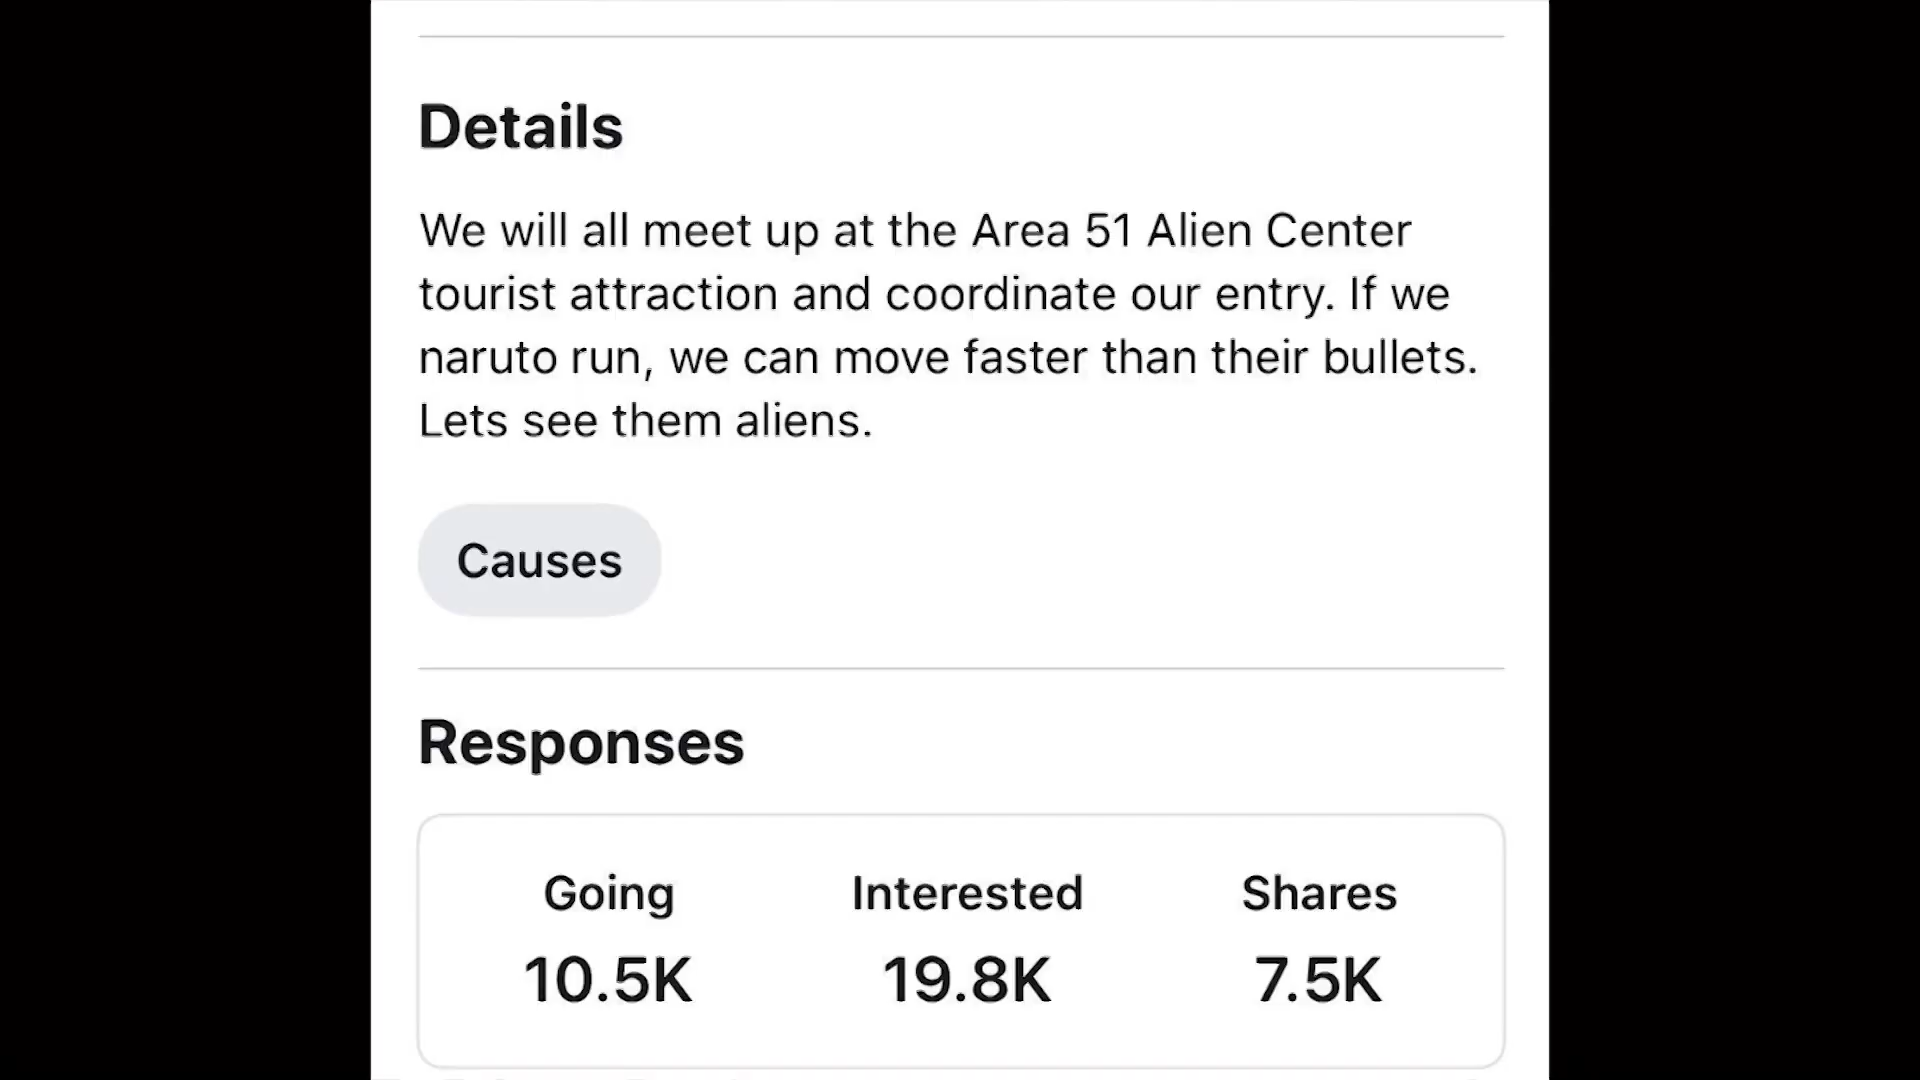 Details
We will all meet up at the Area 51 Alien Center
tourist attraction and coordinate our entry. If we
naruto run, we can move faster than their bullets.
Lets see them aliens.
Causes
Responses
Going Interested Shares
10.5K 19.8K 7.5K